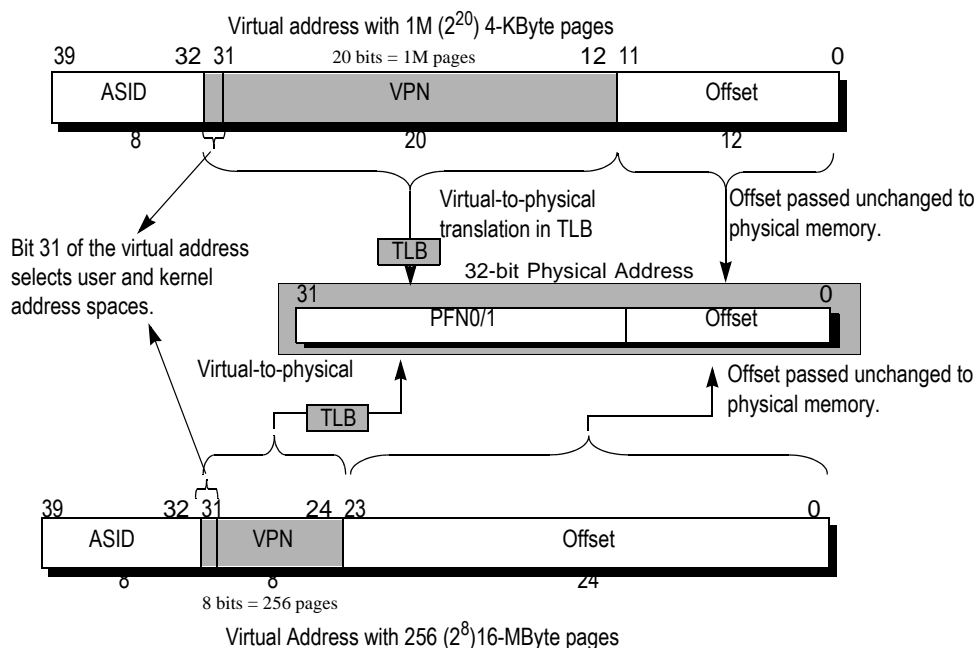 Virtual address with 1M (2^20) 4-KByte pages
39 32 31 20 bits = 1M pages 12 11 0
ASID VPN Offset
8 20 12
Virtual-to-physical
translation in TLB
Offset passed unchanged to
physical memory.
TLB
Bit 31 of the virtual address
selects user and kernel
address spaces.
32-bit Physical Address
31 0
PFN0/1 Offset
Virtual-to-physical
TLB
Offset passed unchanged to
physical memory.
39 32 31 24 23 0
ASID VPN Offset
8 8 24
8 bits = 256 pages
Virtual Address with 256 (2^8)16-MByte pages